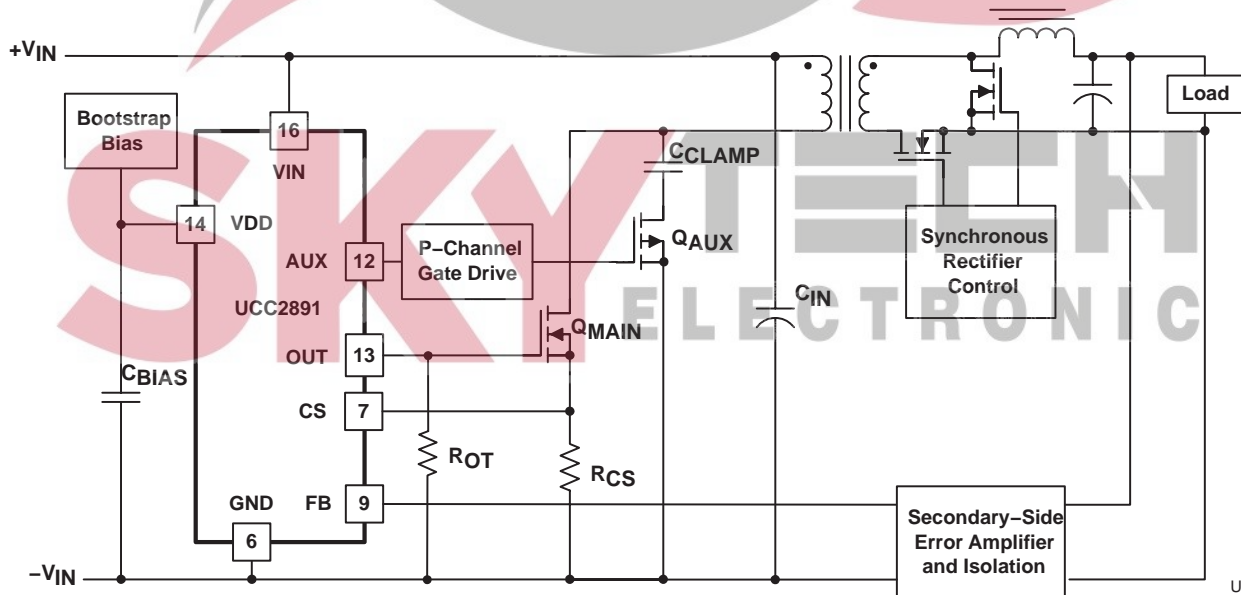 +VIN
Bootstrap
Bias
16
VIN
14
VDD
AUX
12
P−Channel
Gate Drive
UCC2891
OUT
13
CS
7
FB
9
GND
6
CBIAS
ROT
RCS
QMAIN
QAUX
CCLAMP
CIN
Synchronous
Rectifier
Control
Load
Secondary−Side
Error Amplifier
and Isolation
−VIN
U
SKYTECH
ELECTRONIC